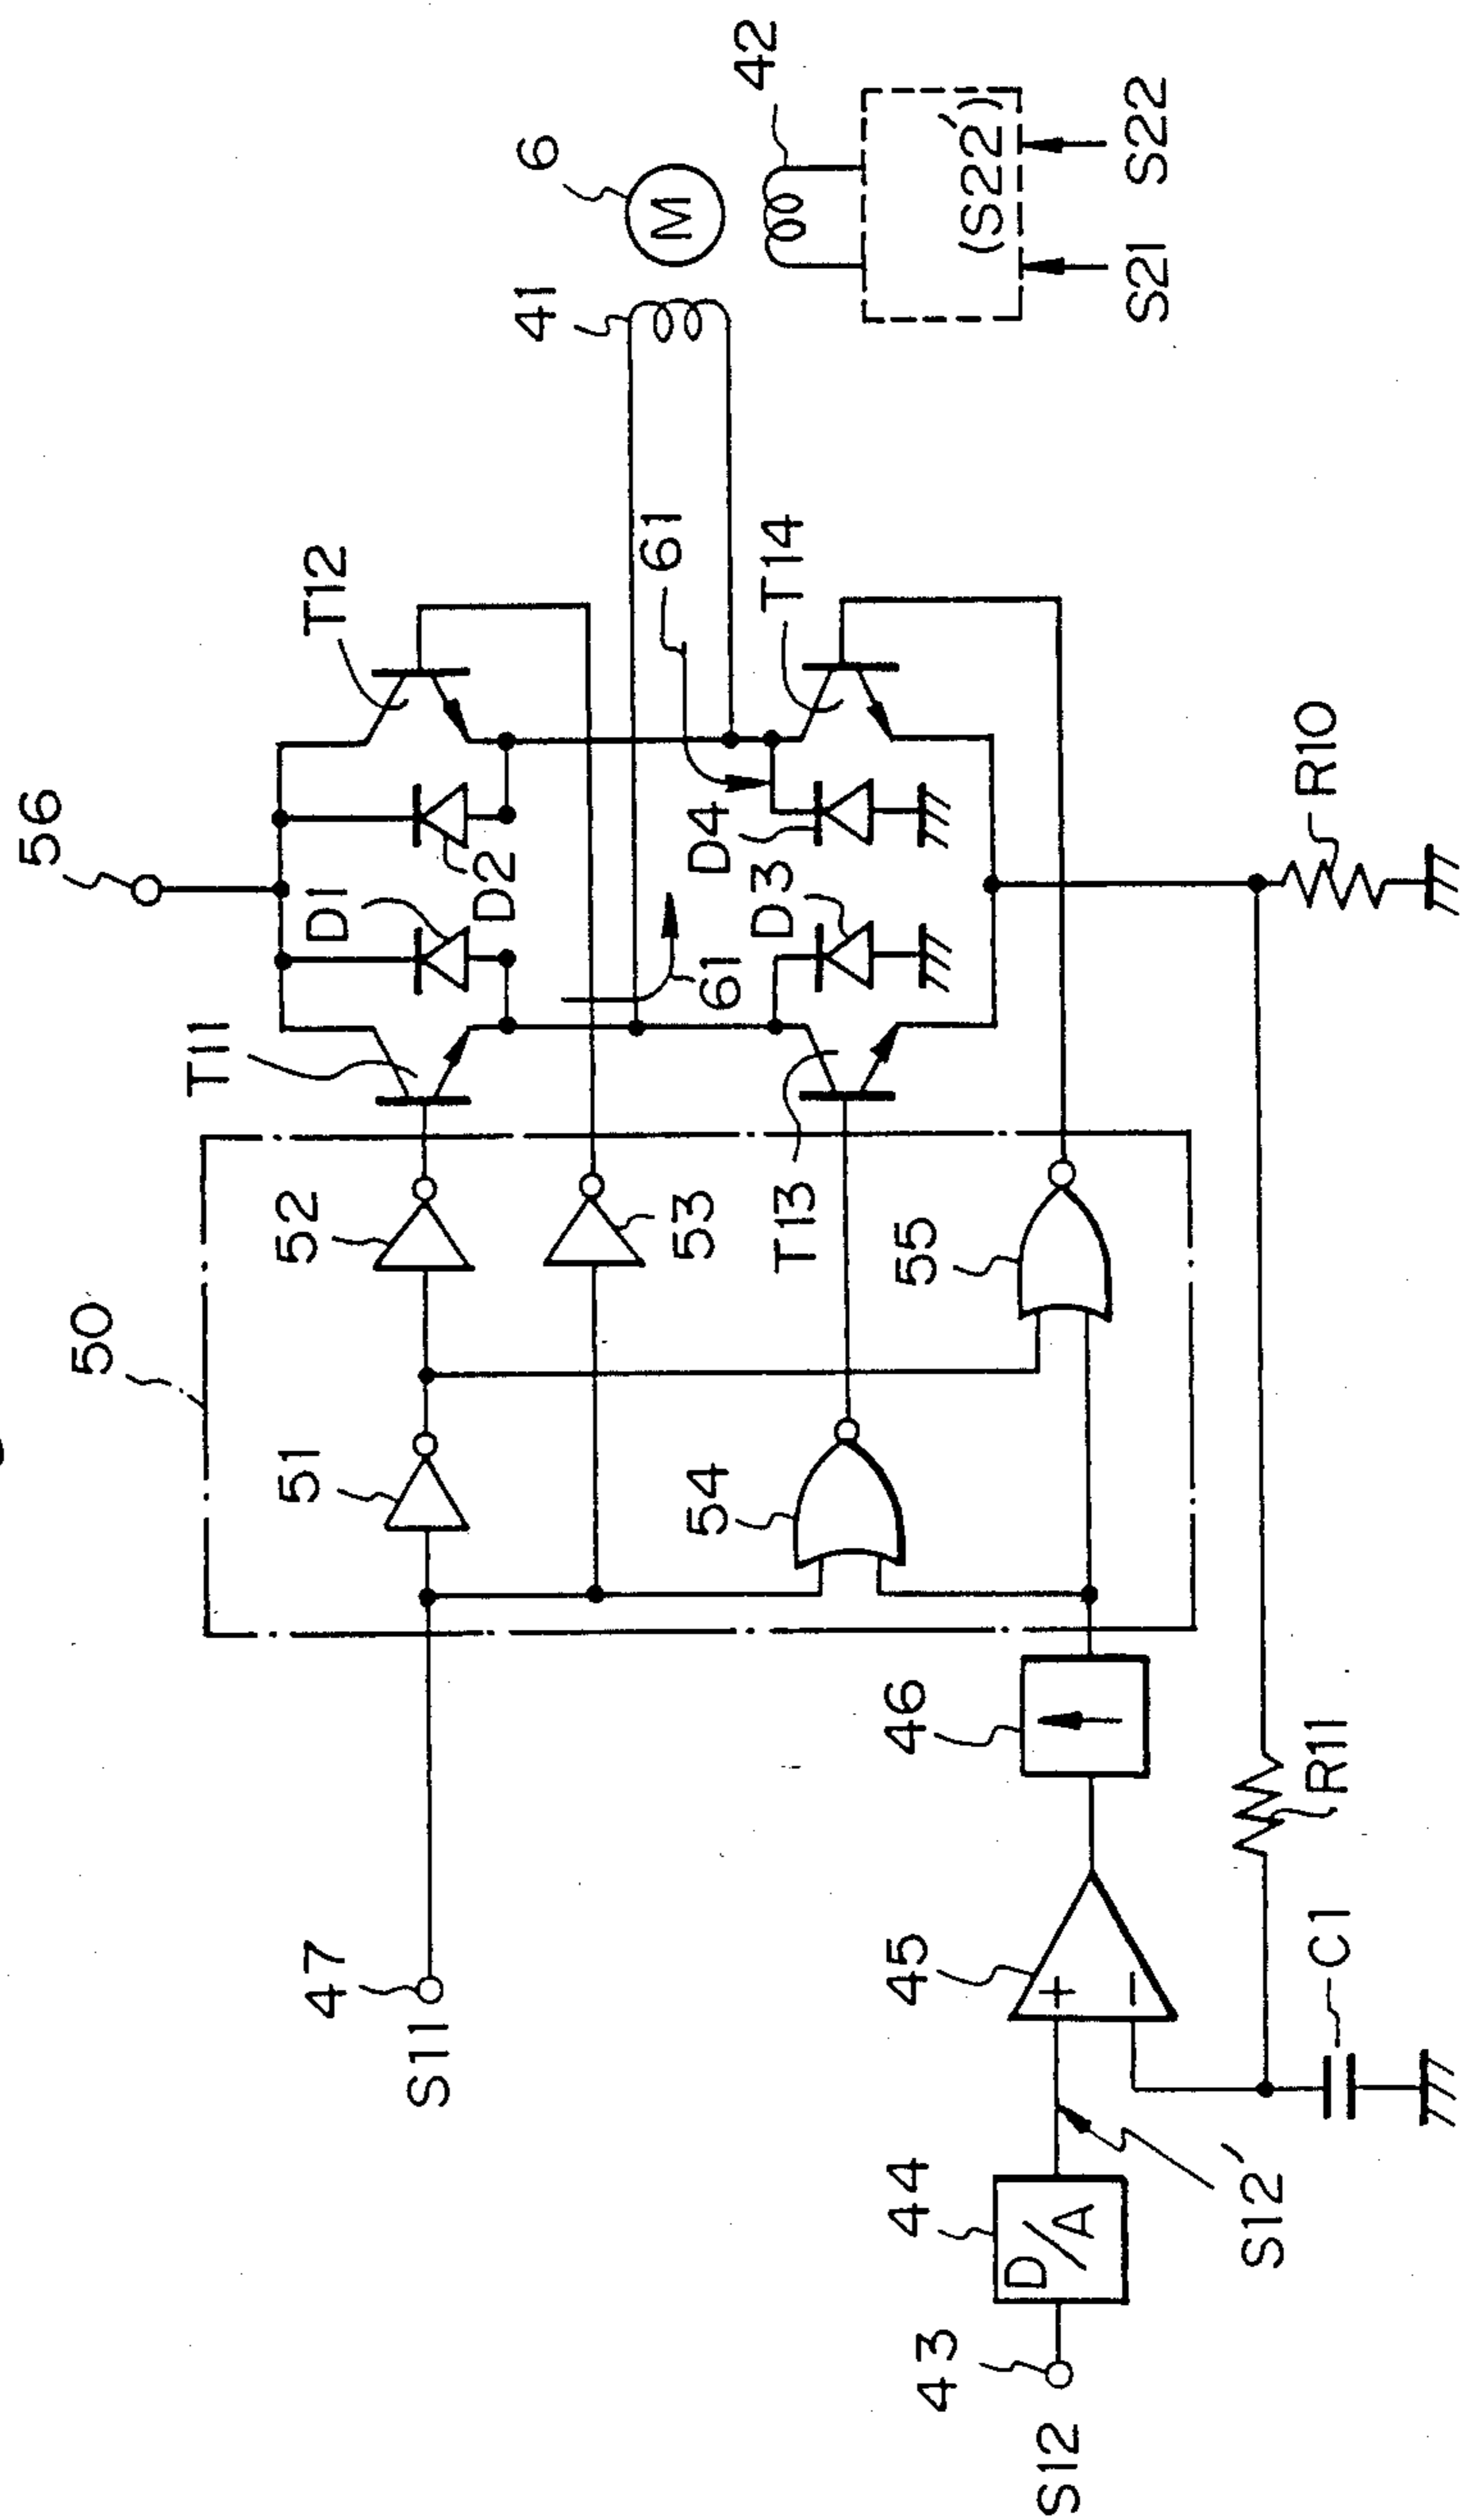 56
T12
6
42
41
M
D1
D2
61
T11
T14
(S22')
S21
S22
61
D4
D3
50
52
53
T13
55
R10
51
54
47
S11
46
45
+
-
R11
C1
43
44
D/A
S12
S12'